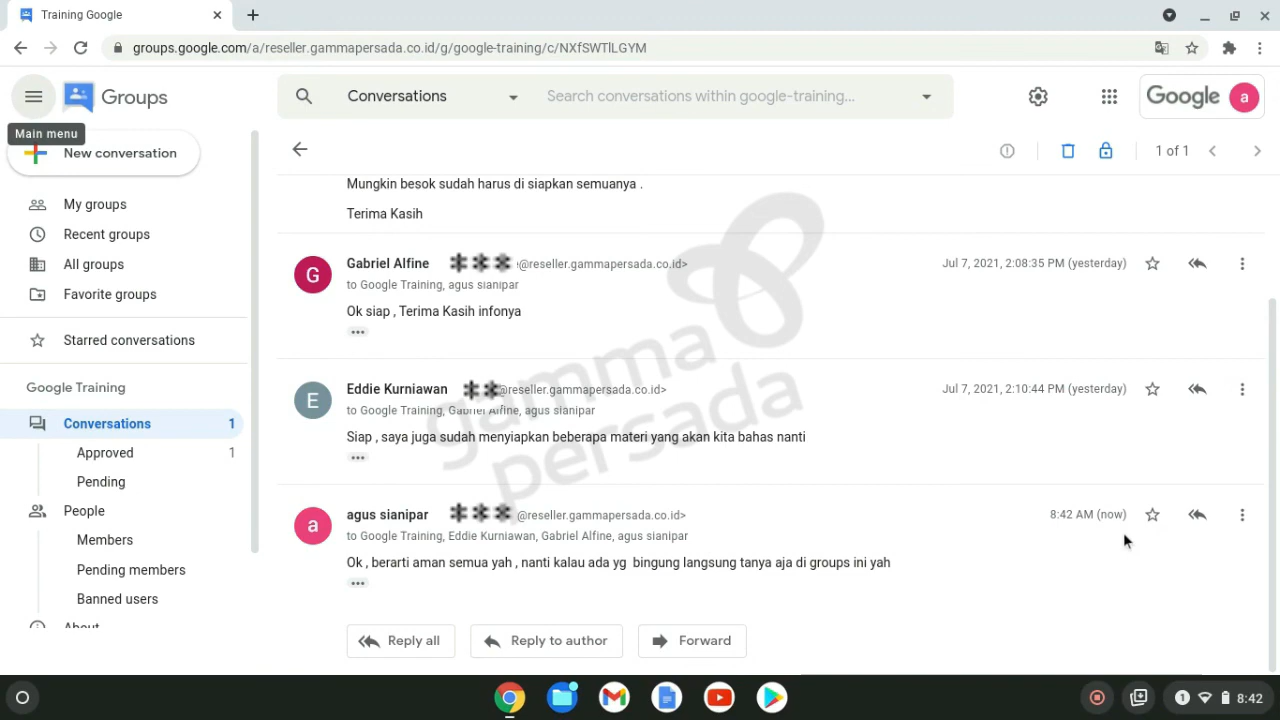 Training Google
groups.google.com/a/reseller.gammapersada.co.id/g/google-training/c/NXfSWTlLGYM
Groups
Conversations
Search conversations within google-training...
Google
a
Main menu
New conversation
1 of 1
My groups
Recent groups
All groups
Favorite groups
Starred conversations
Google Training
Conversations 1
Approved 1
Pending
People
Members
Pending members
Banned users
About
Mungkin besok sudah harus di siapkan semuanya .
Terima Kasih
G
Gabriel Alfine @reseller.gammapersada.co.id> Jul 7, 2021, 2:08:35 PM (yesterday)
to Google Training, agus sianipar
Ok siap , Terima Kasih infonya
E
Eddie Kurniawan @reseller.gammapersada.co.id> Jul 7, 2021, 2:10:44 PM (yesterday)
to Google Training, Gabriel Alfine, agus sianipar
Siap , saya juga sudah menyiapkan beberapa materi yang akan kita bahas nanti
a
agus sianipar @reseller.gammapersada.co.id> 8:42 AM (now)
to Google Training, Eddie Kurniawan, Gabriel Alfine, agus sianipar
Ok , berarti aman semua yah , nanti kalau ada yg bingung langsung tanya aja di groups ini yah
Reply all
Reply to author
Forward
gamma
persada
1 8:42